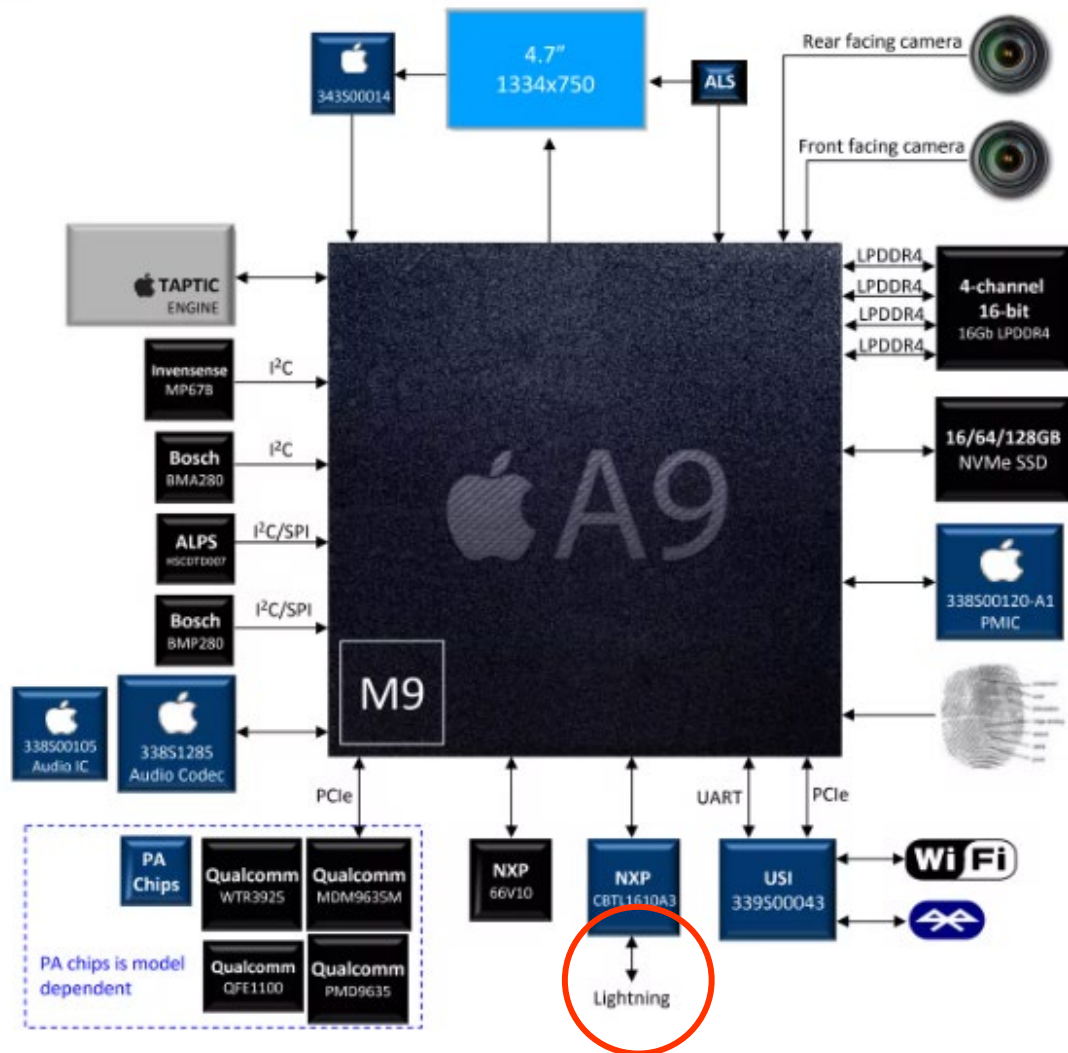 4.7"
1334x750
343S00014
ALS
Rear facing camera
Front facing camera
TAPTIC
ENGINE
LPDDR4
LPDDR4
LPDDR4
LPDDR4
4-channel
16-bit
16Gb LPDDR4
Invensense
MP67B
I²C
Bosch
BMA280
I²C
16/64/128GB
NVMe SSD
A9
ALPS
HSCDTD007
I²C/SPI
338S00120-A1
PMIC
Bosch
BMP280
I²C/SPI
M9
338S00105
Audio IC
338S1285
Audio Codec
PCIe
UART
PCIe
PA
Chips
Qualcomm
WTR3925
Qualcomm
MDM9635M
NXP
66V10
NXP
CBTL1610A3
USI
339S00043
Wi Fi
PA chips is model
dependent
Qualcomm
QFE1100
Qualcomm
PMD9635
Lightning